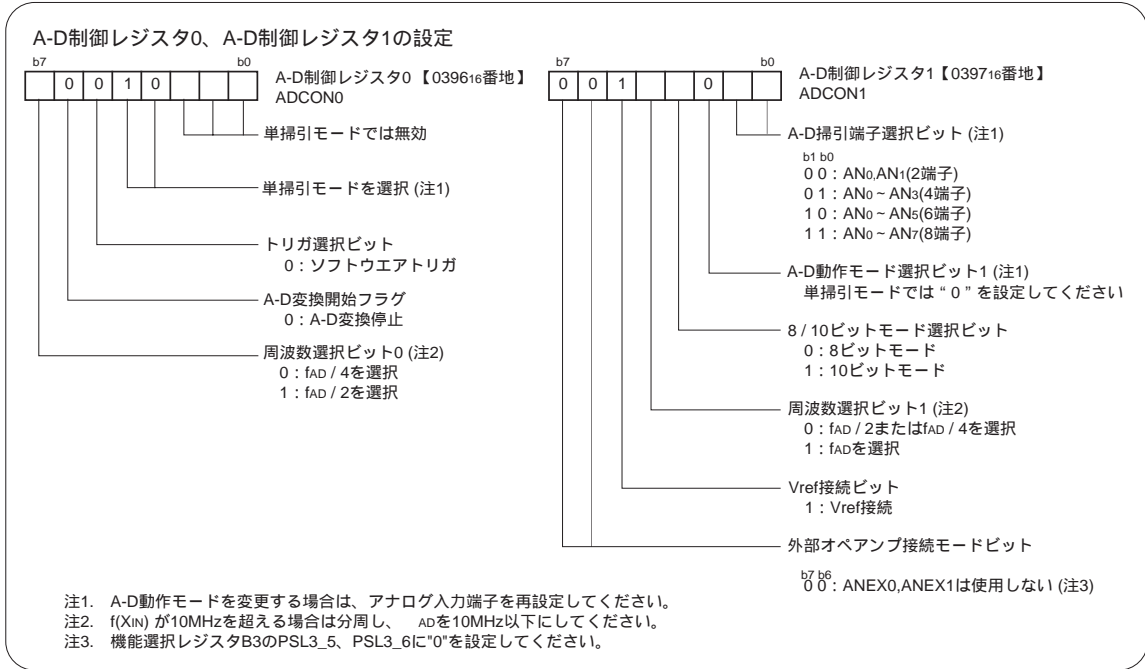 A-D制御レジスタ0、A-D制御レジスタ1の設定
b7 b0
0 0 1 0
A-D制御レジスタ0 【039616番地】
ADCON0
単掃引モードでは無効
単掃引モードを選択 (注1)
トリガ選択ビット
0：ソフトウエアトリガ
A-D変換開始フラグ
0：A-D変換停止
周波数選択ビット0 (注2)
0：fAD / 4を選択
1：fAD / 2を選択
b7 b0
0 0 1 0
A-D制御レジスタ1【039716番地】
ADCON1
A-D掃引端子選択ビット (注1)
b1 b0
0 0：AN0,AN1(2端子)
0 1：AN0 ~ AN3(4端子)
1 0：AN0 ~ AN5(6端子)
1 1：AN0 ~ AN7(8端子)
A-D動作モード選択ビット1 (注1)
単掃引モードでは “ 0 ” を設定してください
8 / 10ビットモード選択ビット
0：8ビットモード
1：10ビットモード
周波数選択ビット1 (注2)
0：fAD / 2またはfAD / 4を選択
1：fADを選択
Vref接続ビット
1：Vref接続
外部オペアンプ接続モードビット
b7 b6
0 0：ANEX0,ANEX1は使用しない (注3)
注1. A-D動作モードを変更する場合は、アナログ入力端子を再設定してください。
注2. f(XIN) が10MHzを超える場合は分周し、 ADを10MHz以下にしてください。
注3. 機能選択レジスタB3のPSL3_5、PSL3_6に"0"を設定してください。